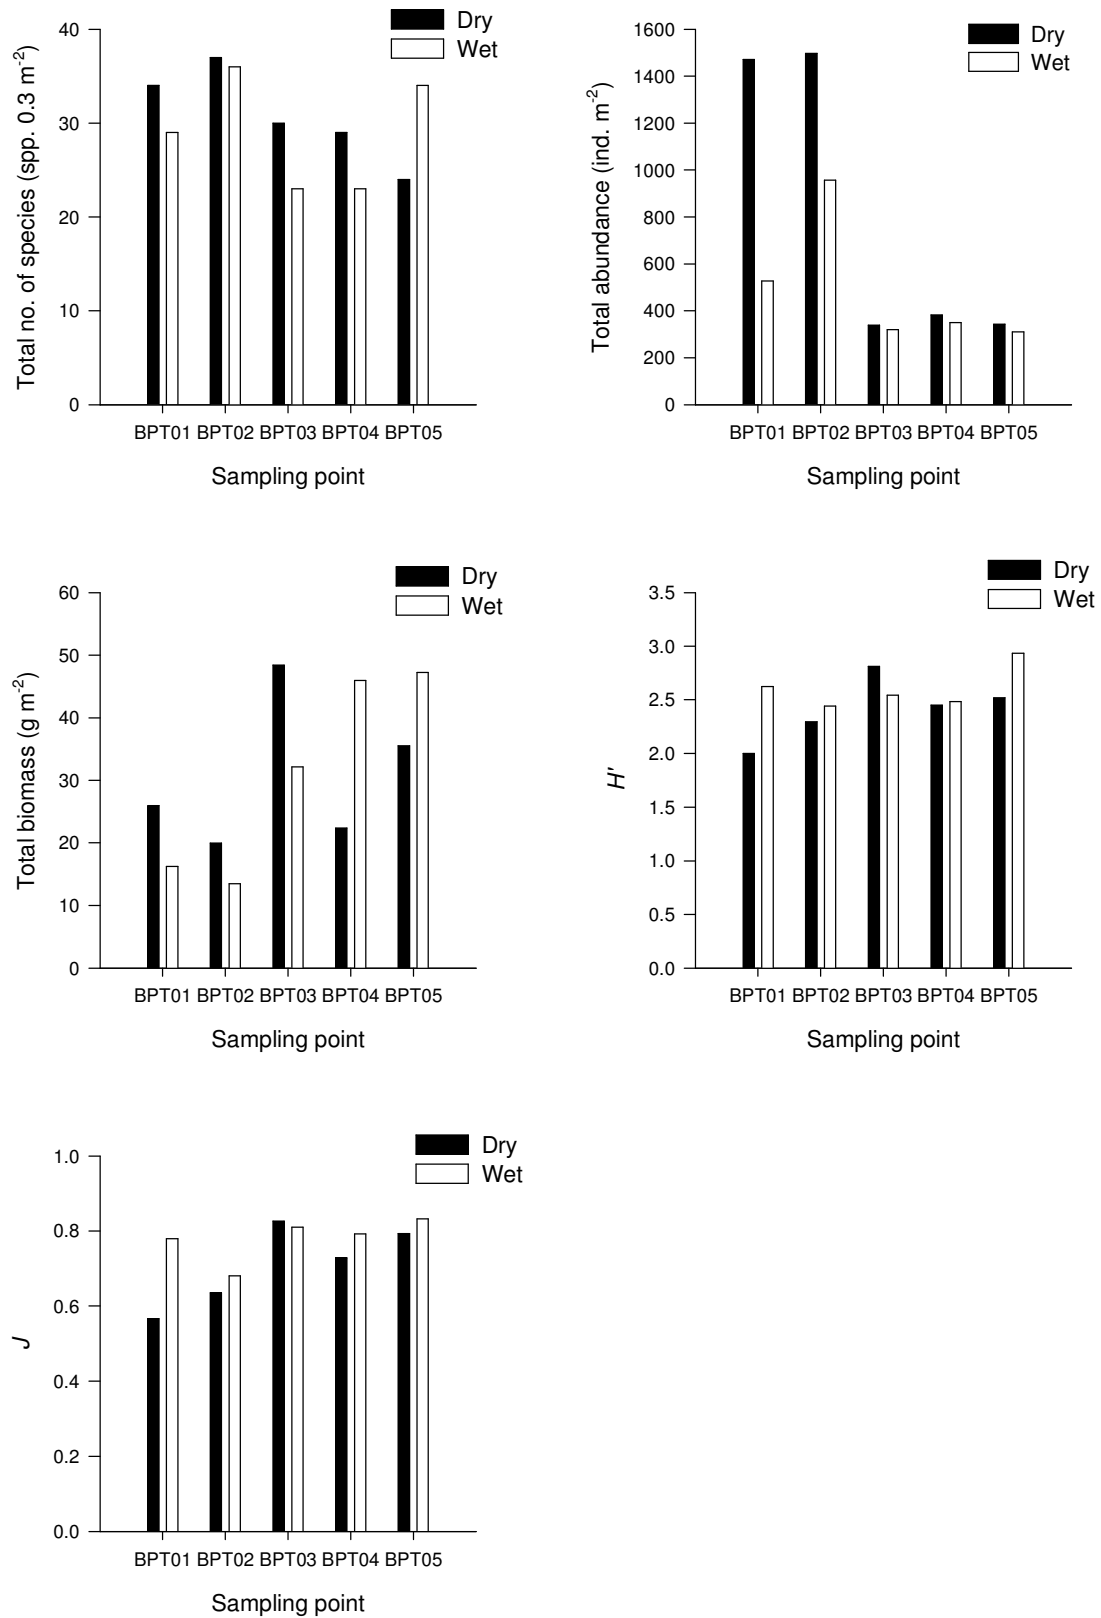 Dry
Wet
Total no. of species (spp. 0.3 m-2)
40
30
20
10
0
BPT01 BPT02 BPT03 BPT04 BPT05
Sampling point
Dry
Wet
Total abundance (ind. m-2)
1600
1400
1200
1000
800
600
400
200
0
BPT01 BPT02 BPT03 BPT04 BPT05
Sampling point
Dry
Wet
Total biomass (g m-2)
60
50
40
30
20
10
0
BPT01 BPT02 BPT03 BPT04 BPT05
Sampling point
Dry
Wet
H'
3.5
3.0
2.5
2.0
1.5
1.0
0.5
0.0
BPT01 BPT02 BPT03 BPT04 BPT05
Sampling point
Dry
Wet
J
1.0
0.8
0.6
0.4
0.2
0.0
BPT01 BPT02 BPT03 BPT04 BPT05
Sampling point